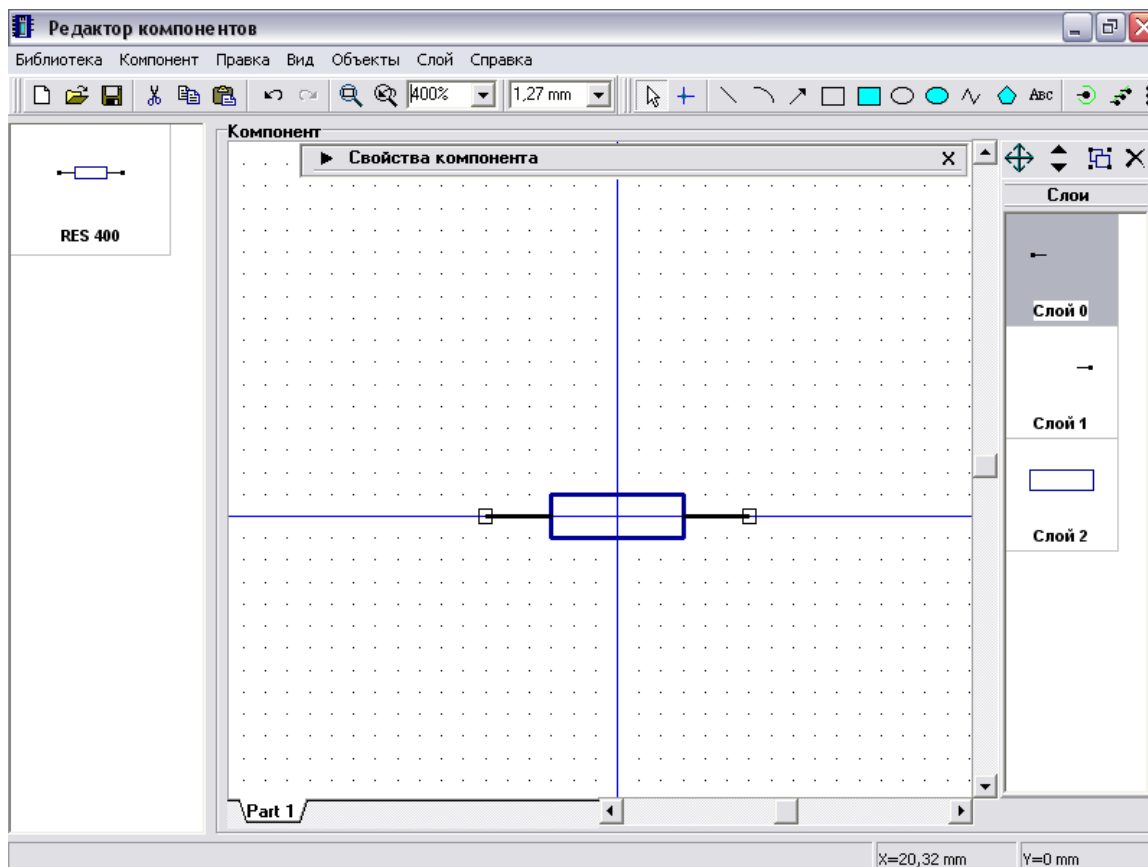 Редактор компонентов
Библиотека Компонент Правка Вид Объекты Слой Справка
400% 1,27 mm ABC
Компонент
Свойства компонента
Слои
RES 400
Слой 0
Слой 1
Слой 2
Part 1
X=20,32 mm Y=0 mm